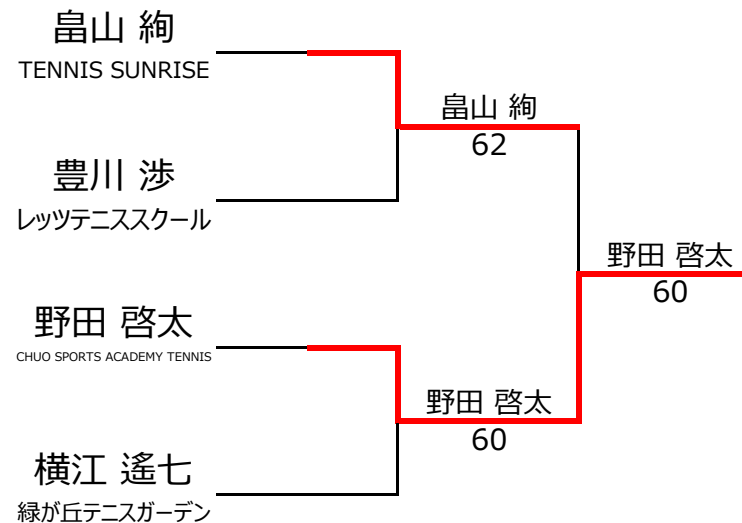 畠山 絢
TENNIS SUNRISE
畠山 絢
62
豊川 渉
レッツテニススクール
野田 啓太
60
野田 啓太
CHUO SPORTS ACADEMY TENNIS
野田 啓太
60
横江 遙七
緑が丘テニスガーデン